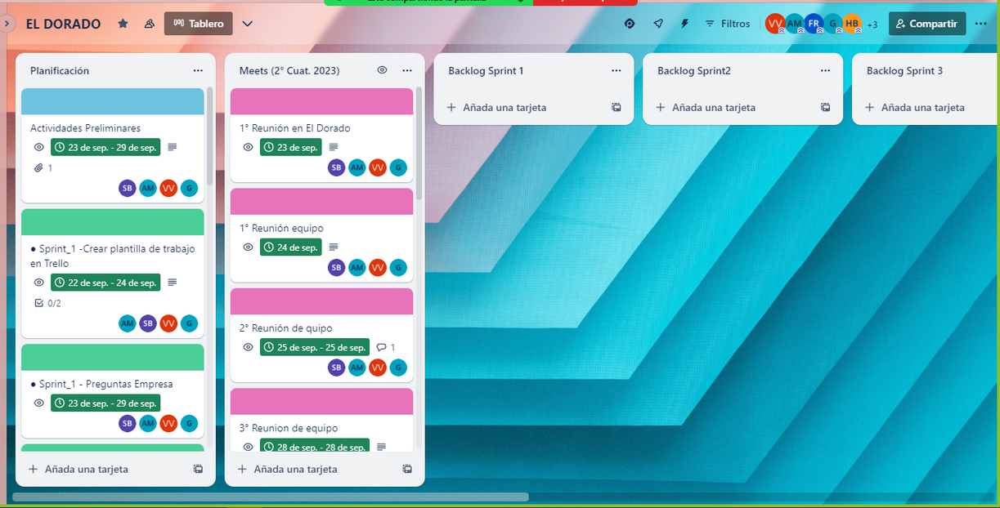 EL DORADO
Tablero
Filtros
VV AM FR G HB +3
Compartir
Planificación
Actividades Preliminares
23 de sep. - 29 de sep.
1
SB AM VV G
● Sprint_1 -Crear plantilla de trabajo
en Trello
22 de sep. - 24 de sep.
0/2
AM SB VV G
● Sprint_1 - Preguntas Empresa
23 de sep. - 29 de sep.
SB AM VV G
+ Añada una tarjeta
Meets (2° Cuat. 2023)
1° Reunión en El Dorado
23 de sep.
SB AM VV G
1° Reunión equipo
24 de sep.
SB AM VV G
2° Reunión de quipo
25 de sep. - 25 de sep. 1
SB AM VV G
3° Reunion de equipo
28 de sep. - 28 de sep.
+ Añada una tarjeta
Backlog Sprint 1
+ Añada una tarjeta
Backlog Sprint2
+ Añada una tarjeta
Backlog Sprint 3
+ Añada una tarjeta